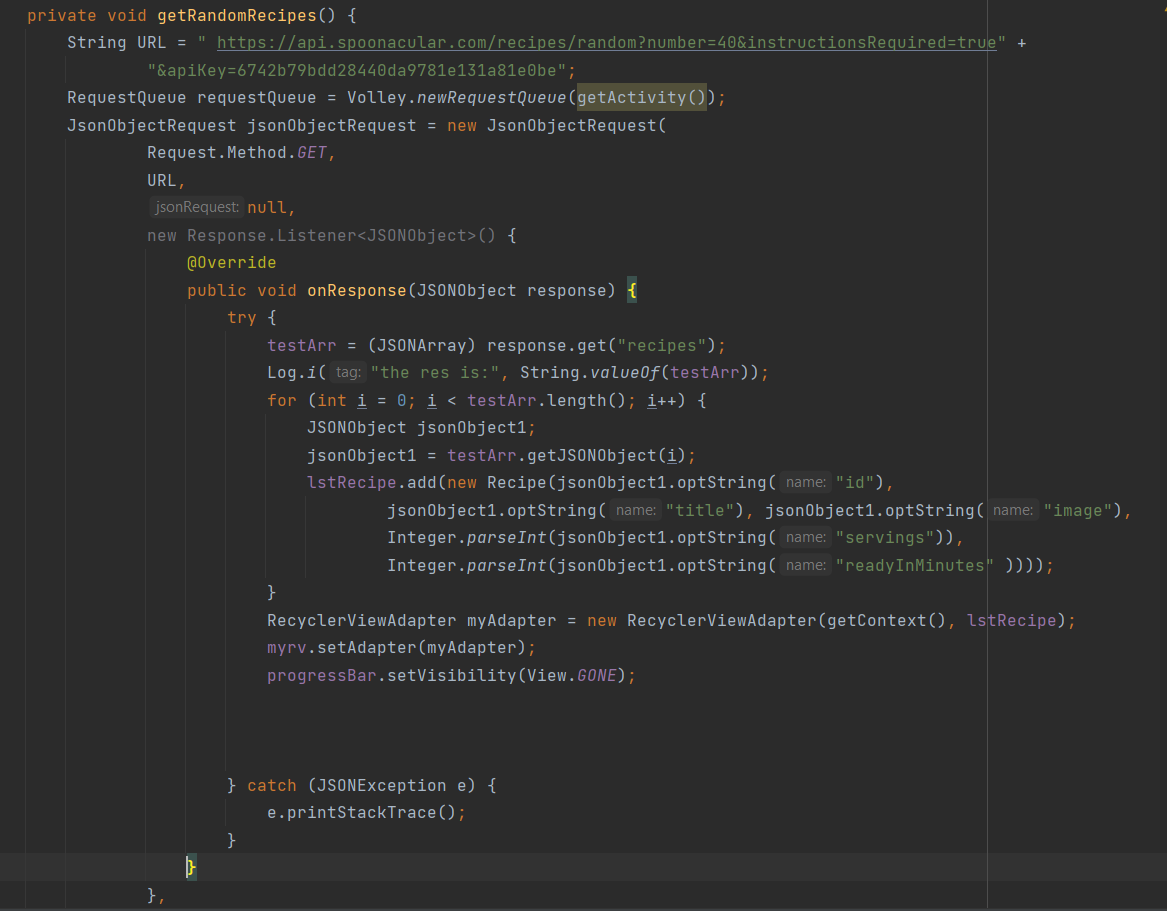 private void getRandomRecipes() {
String URL = " https://api.spoonacular.com/recipes/random?number=40&instructionsRequired=true" +
"&apiKey=6742b79bdd28440da9781e131a81e0be";
RequestQueue requestQueue = Volley.newRequestQueue(getActivity());
JsonObjectRequest jsonObjectRequest = new JsonObjectRequest(
Request.Method.GET,
URL,
jsonRequest: null,
new Response.Listener<JSONObject>() {
@Override
public void onResponse(JSONObject response) {
try {
testArr = (JSONArray) response.get("recipes");
Log.i( tag: "the res is:", String.valueOf(testArr));
for (int i = 0; i < testArr.length(); i++) {
JSONObject jsonObject1;
jsonObject1 = testArr.getJSONObject(i);
lstRecipe.add(new Recipe(jsonObject1.optString( name: "id"),
jsonObject1.optString( name: "title"), jsonObject1.optString( name: "image"),
Integer.parseInt(jsonObject1.optString( name: "servings")),
Integer.parseInt(jsonObject1.optString( name: "readyInMinutes" ))));
}
RecyclerViewAdapter myAdapter = new RecyclerViewAdapter(getContext(), lstRecipe);
myrv.setAdapter(myAdapter);
progressBar.setVisibility(View.GONE);
} catch (JSONException e) {
e.printStackTrace();
}
}
},